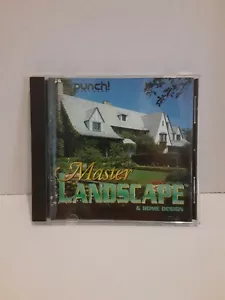 punch!
Master
LANDSCAPE
& HOME DESIGN